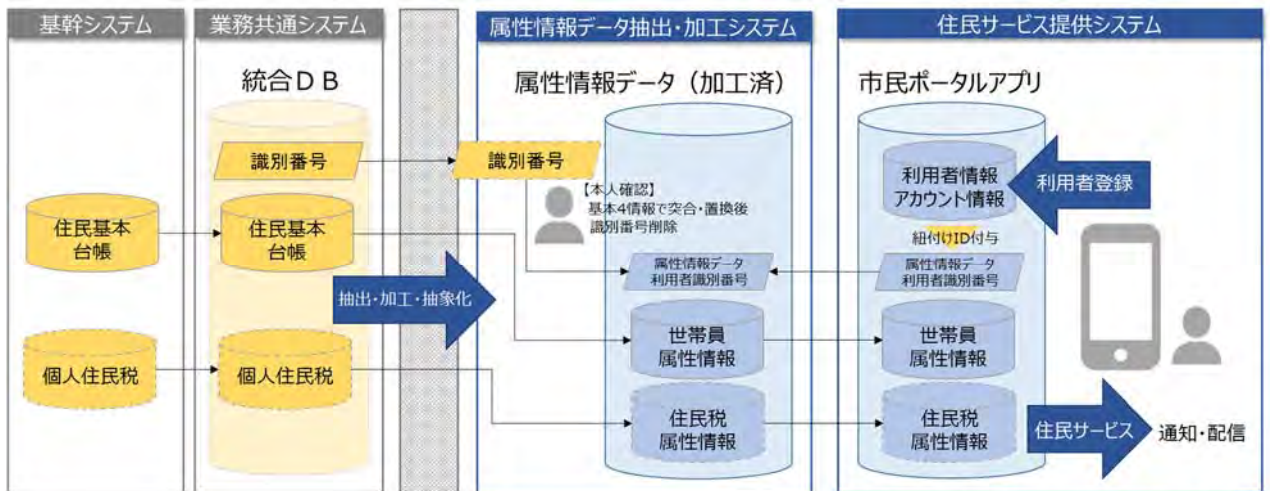 基幹システム
業務共通システム
属性情報データ抽出・加工システム
住民サービス提供システム
統合DB
属性情報データ（加工済）
市民ポータルアプリ
識別番号
識別番号
【本人確認】
基本4情報で突合・置換後
識別番号削除
利用者情報
アカウント情報
利用者登録
住民基本
台帳
住民基本
台帳
紐付けID付与
属性情報データ
利用者識別番号
属性情報データ
利用者識別番号
抽出・加工・抽象化
世帯員
属性情報
世帯員
属性情報
個人住民税
個人住民税
住民税
属性情報
住民税
属性情報
住民サービス
通知・配信